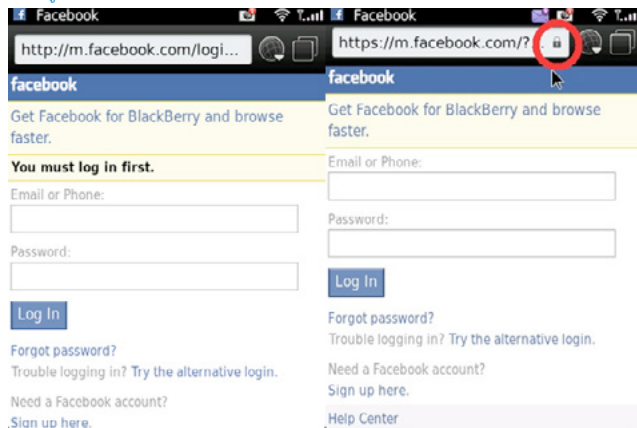 Facebook
http://m.facebook.com/logi...
facebook
Get Facebook for BlackBerry and browse
faster.
You must log in first.
Email or Phone:
Password:
Log In
Forgot password?
Trouble logging in? Try the alternative login.
Need a Facebook account?
Sign up here.
Facebook
https://m.facebook.com/?...
facebook
Get Facebook for BlackBerry and browse
faster.
Email or Phone:
Password:
Log In
Forgot password?
Trouble logging in? Try the alternative login.
Need a Facebook account?
Sign up here.
Help Center